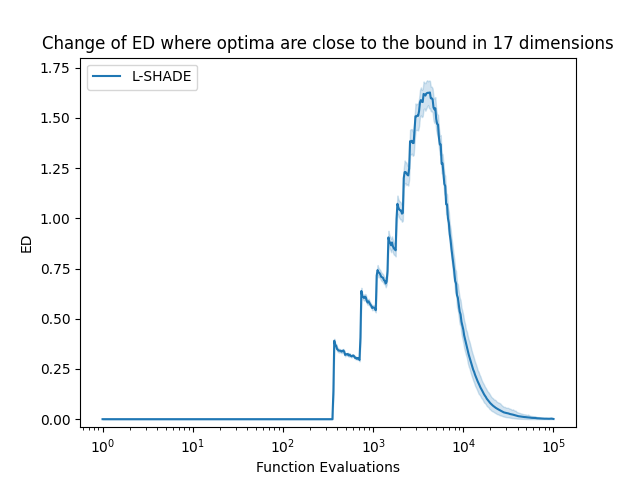 Change of ED where optima are close to the bound in 17 dimensions
L-SHADE
1.75
1.50
1.25
1.00
0.75
0.50
0.25
0.00
ED
10^0 10^1 10^2 10^3 10^4 10^5
Function Evaluations